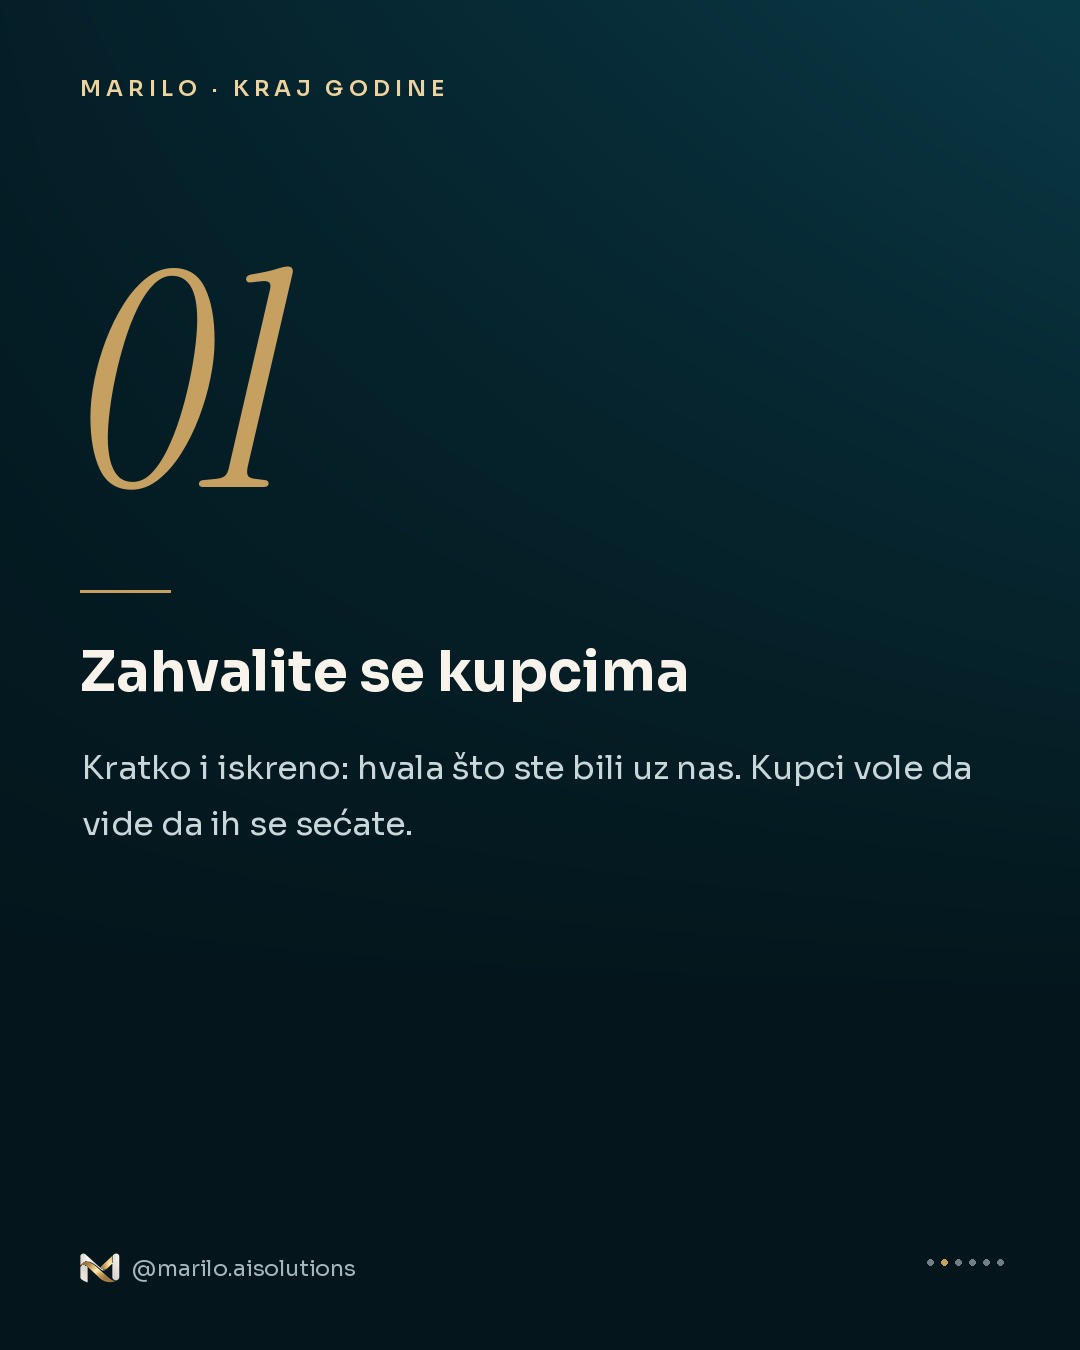 MARILO · KRAJ GODINE
01
Zahvalite se kupcima
Kratko i iskreno: hvala što ste bili uz nas. Kupci vole da
vide da ih se sećate.
@marilo.aisolutions